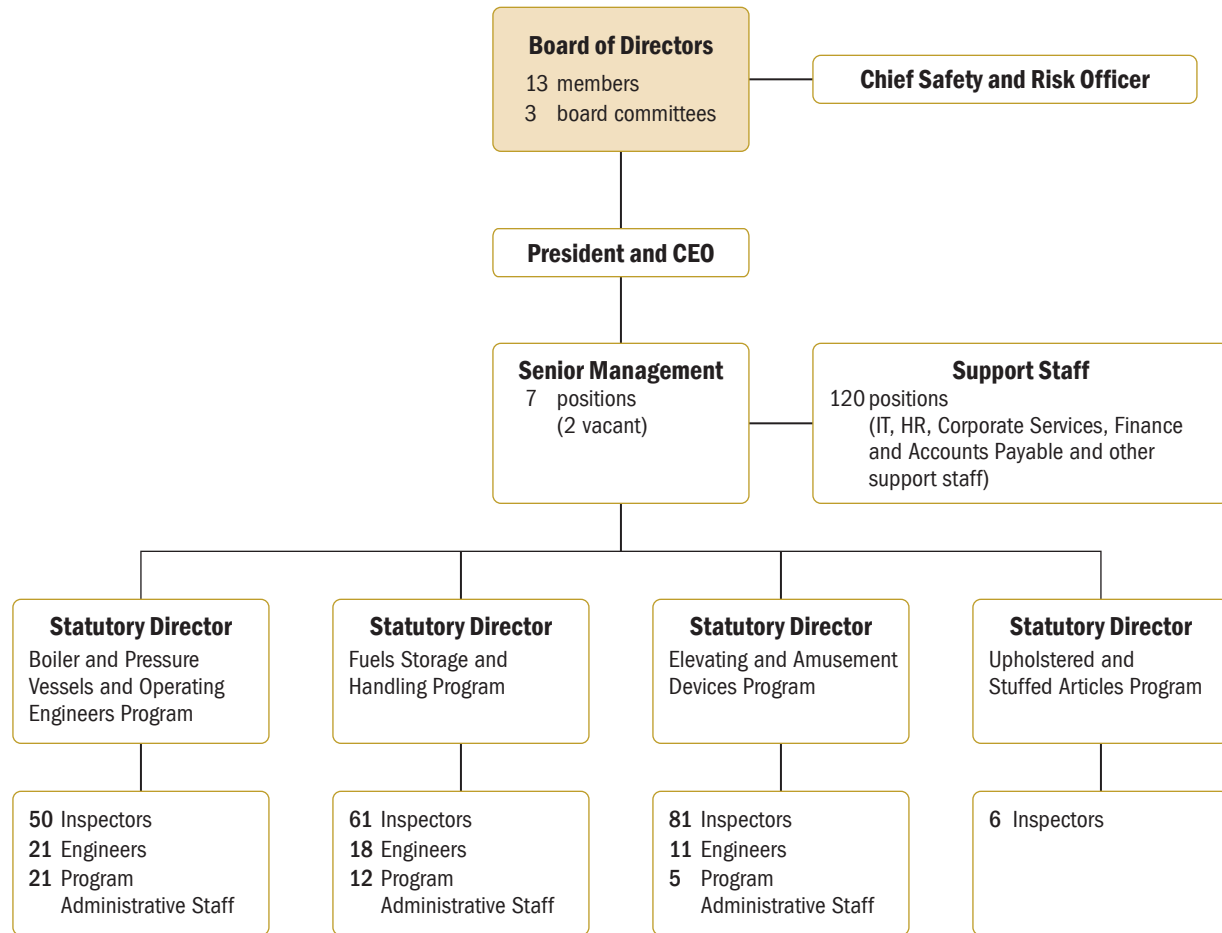 Board of Directors
13 members
3 board committees
Chief Safety and Risk Officer
President and CEO
Senior Management
7 positions
(2 vacant)
Support Staff
120 positions
(IT, HR, Corporate Services, Finance
and Accounts Payable and other
support staff)
Statutory Director
Boiler and Pressure
Vessels and Operating
Engineers Program
Statutory Director
Fuels Storage and
Handling Program
Statutory Director
Elevating and Amusement
Devices Program
Statutory Director
Upholstered and
Stuffed Articles Program
50 Inspectors
21 Engineers
21 Program
Administrative Staff
61 Inspectors
18 Engineers
12 Program
Administrative Staff
81 Inspectors
11 Engineers
5 Program
Administrative Staff
6 Inspectors